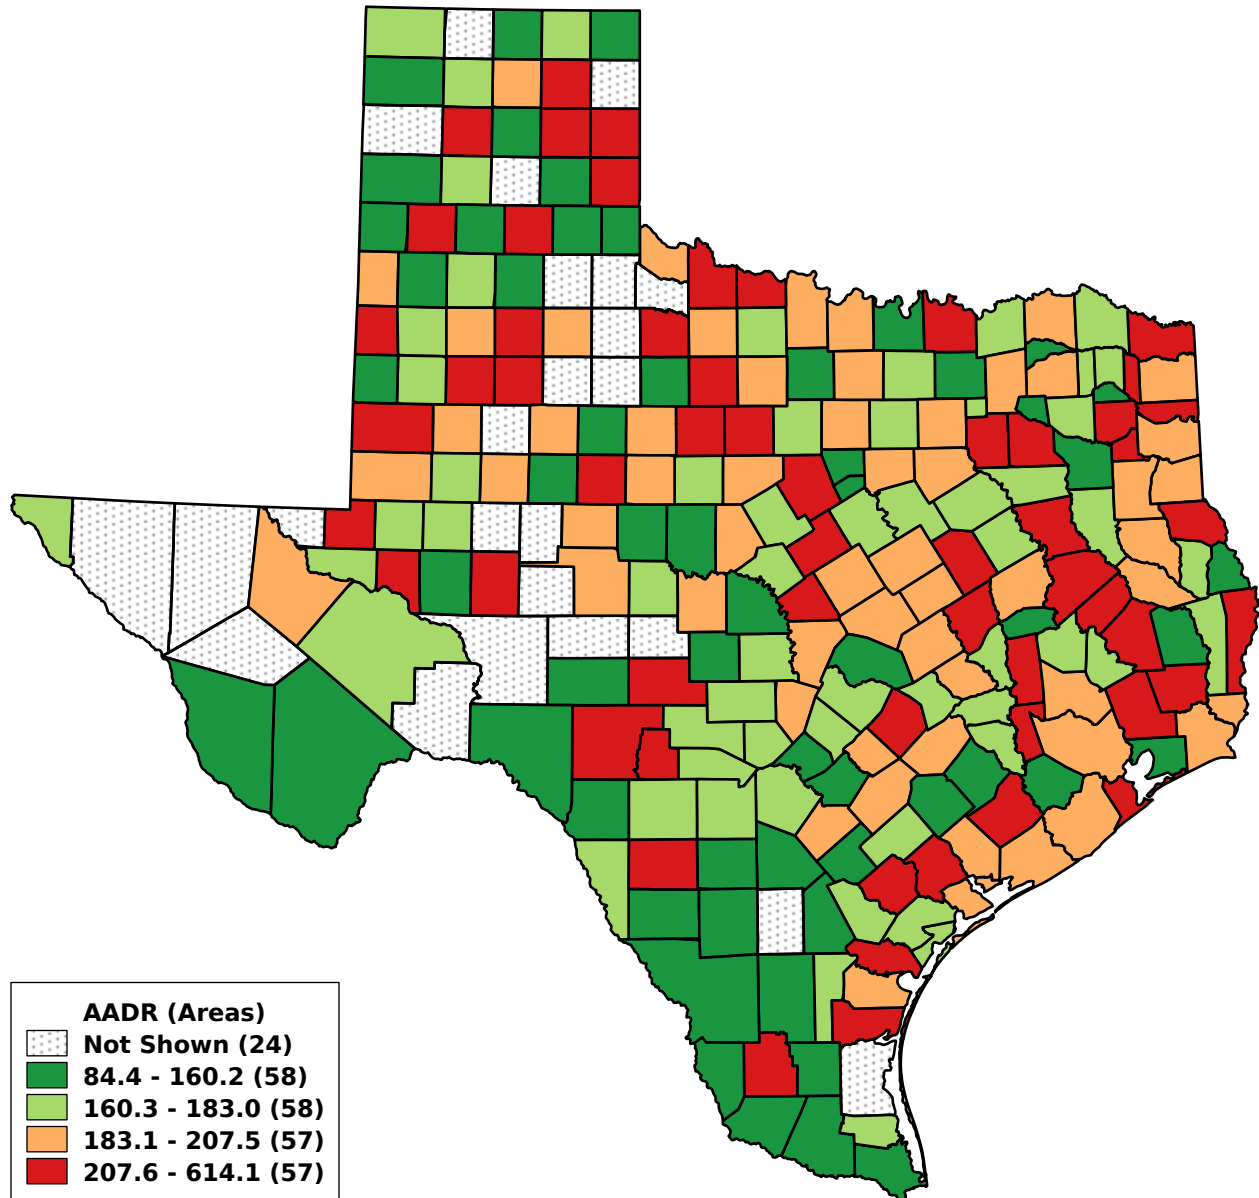 AADR (Areas)
Not Shown (24)
84.4 - 160.2 (58)
160.3 - 183.0 (58)
183.1 - 207.5 (57)
207.6 - 614.1 (57)